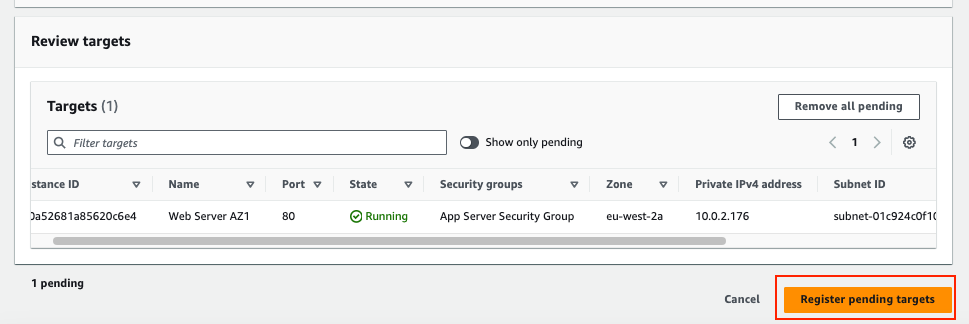 Review targets
Targets (1)
Remove all pending
Filter targets
Show only pending
1
stance ID Name Port State Security groups Zone Private IPv4 address Subnet ID
0a52681a85620c6e4 Web Server AZ1 80 Running App Server Security Group eu-west-2a 10.0.2.176 subnet-01c924c0f10
1 pending
Cancel
Register pending targets